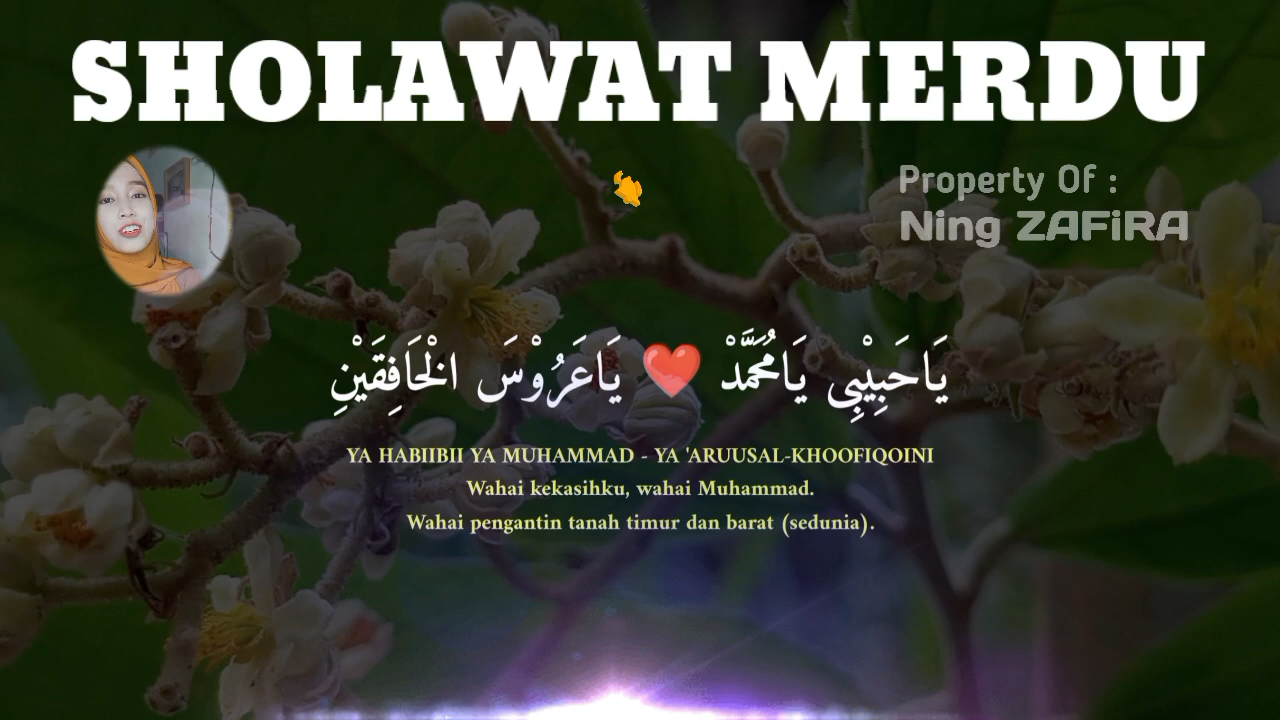 SHOLAWAT MERDU
Property Of :
Ning ZAFiRA
يَاحَبِيْبِي يَامُحَمَّدْ ❤️ يَاعَرُوْسَ الْخَافِقَيْنِ
YA HABIIBII YA MUHAMMAD - YA 'ARUUSAL-KHOOFIQOINI
Wahai kekasihku, wahai Muhammad.
Wahai pengantin tanah timur dan barat (sedunia).